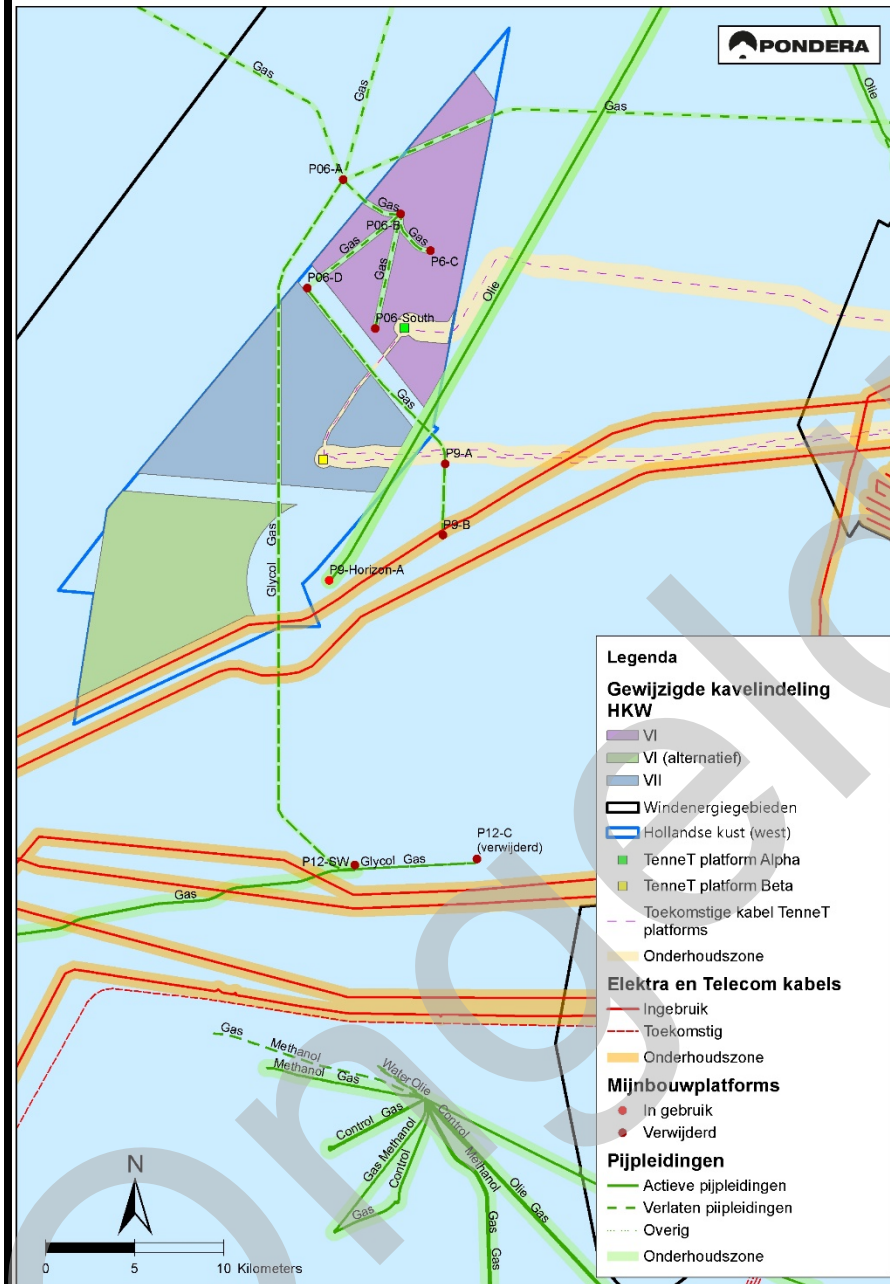 PONDERA
Gas
Gas
Gas
Olie
Olie
P06-A
Gas
P06-B
Gas
P6-C
Gas
Gas
P06-D
P06-South
Olie
Gas
P9-A
P9-B
Glycol Gas
P9-Horizon-A
P12-C
(verwijderd)
P12-SW
Glycol Gas
Gas
Gas
Methanol
Methanol Gas
Water Olie
Control Gas
Gas Methanol
Control
Gas
Control
Methanol
Gas
Gas
Olie Gas
N
0 5 10 Kilometers
Legenda
Gewijzigde kavelindeling
HKW
VI
VI (alternatief)
VII
Windenergiegebieden
Hollandse kust (west)
TenneT platform Alpha
TenneT platform Beta
Toekomstige kabel TenneT
platforms
Onderhoudszone
Elektra en Telecom kabels
Ingebruik
Toekomstig
Onderhoudszone
Mijnbouwplatforms
In gebruik
Verwijderd
Pijpleidingen
Actieve pijpleidingen
Verlaten pijpleidingen
Overig
Onderhoudszone